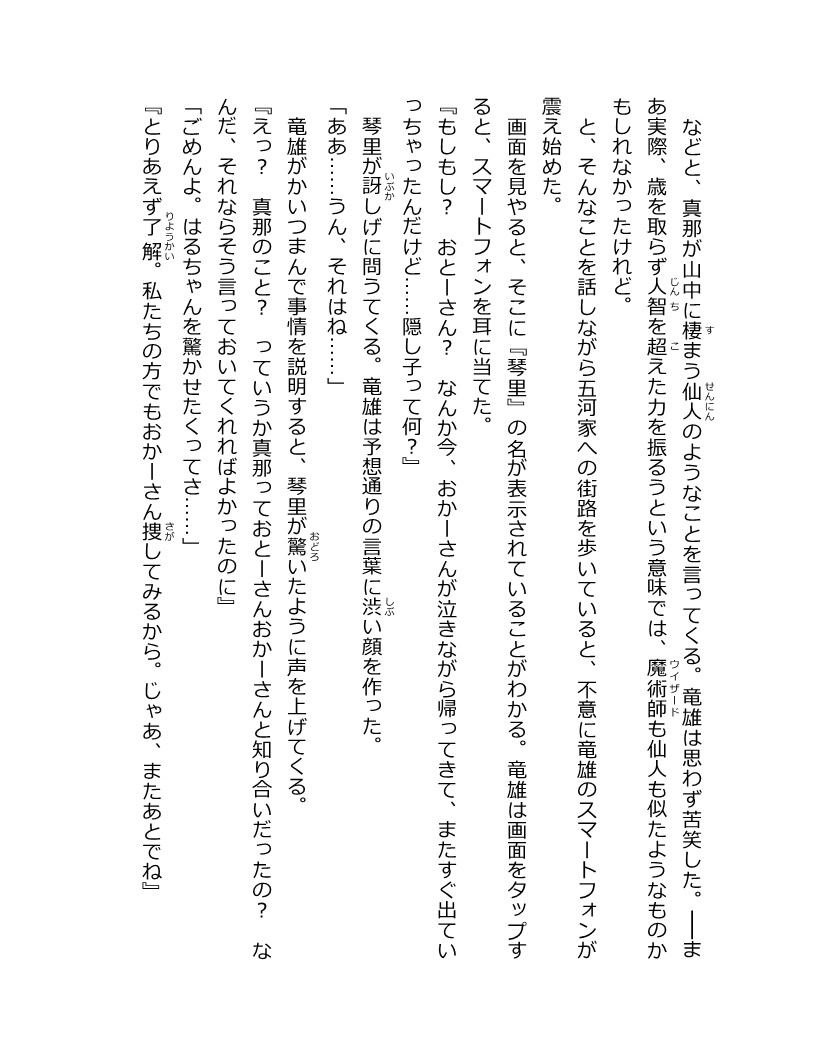 などと、真那が山中に棲まう仙人のようなことを言ってくる。竜雄は思わず苦笑した。――ま
あ実際、歳を取らず人智を超えた力を振るうという意味では、魔術師も仙人も似たようなものか
もしれなかったけれど。
　と、そんなことを話しながら五河家への街路を歩いていると、不意に竜雄のスマートフォンが
震え始めた。
　画面を見やると、そこに『琴里』の名が表示されていることがわかる。竜雄は画面をタップす
ると、スマートフォンを耳に当てた。
『もしもし？　おとーさん？　なんか今、おかーさんが泣きながら帰ってきて、またすぐ出てい
っちゃったんだけど……隠し子って何？』
　琴里が訝しげに問うてくる。竜雄は予想通りの言葉に渋い顔を作った。
「ああ……うん、それはね……」
　竜雄がかいつまんで事情を説明すると、琴里が驚いたように声を上げてくる。
『えっ？　真那のこと？　っていうか真那っておとーさんおかーさんと知り合いだったの？　な
んだ、それならそう言っておいてくれればよかったのに』
「ごめんよ。はるちゃんを驚かせたくってさ……」
『とりあえず了解。私たちの方でもおかーさん捜してみるから。じゃあ、またあとでね』